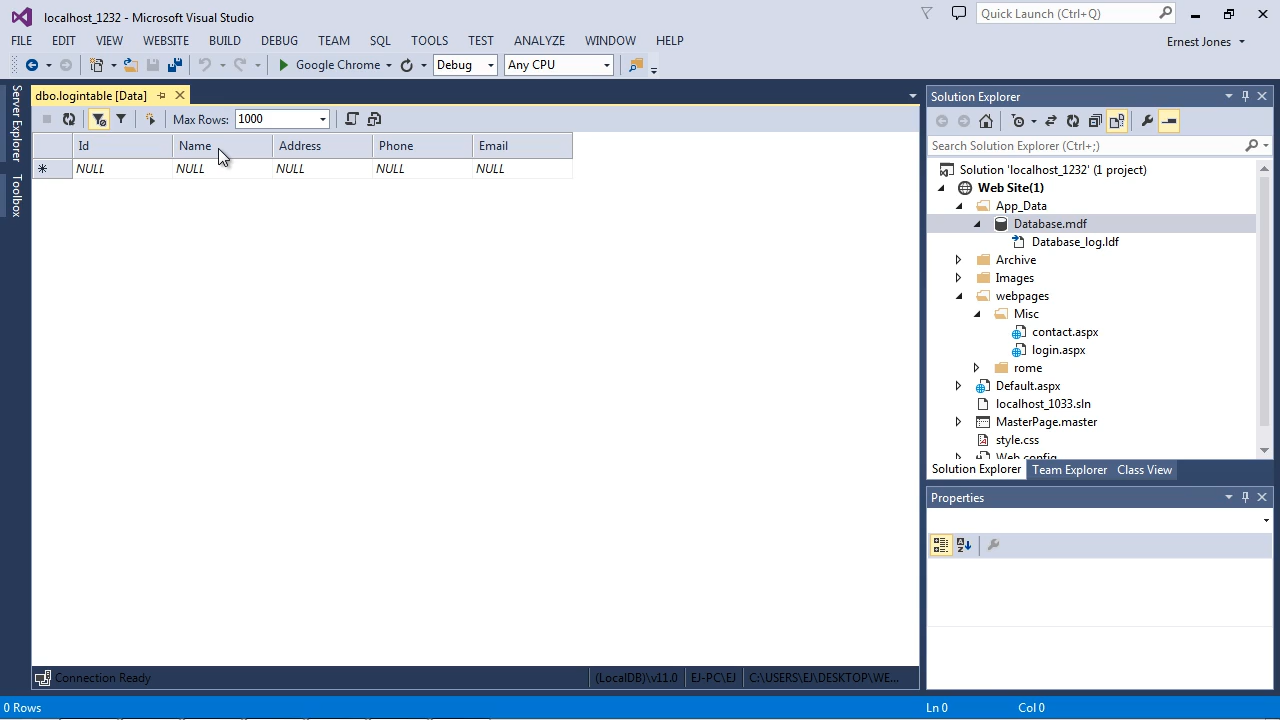 localhost_1232 - Microsoft Visual Studio
Quick Launch (Ctrl+Q)
FILE EDIT VIEW WEBSITE BUILD DEBUG TEAM SQL TOOLS TEST ANALYZE WINDOW HELP
Ernest Jones
Google Chrome Debug Any CPU
Server Explorer
Toolbox
dbo.logintable [Data]
Max Rows: 1000
Id Name Address Phone Email
NULL NULL NULL NULL NULL
Connection Ready (LocalDB)\v11.0 EJ-PC\EJ C:\USERS\EJ\DESKTOP\WE...
Solution Explorer
Search Solution Explorer (Ctrl+;)
Solution 'localhost_1232' (1 project)
Web Site(1)
App_Data
Database.mdf
Database_log.ldf
Archive
Images
webpages
Misc
contact.aspx
login.aspx
rome
Default.aspx
localhost_1033.sln
MasterPage.master
style.css
Web.config
Solution Explorer Team Explorer Class View
Properties
0 Rows Ln 0 Col 0